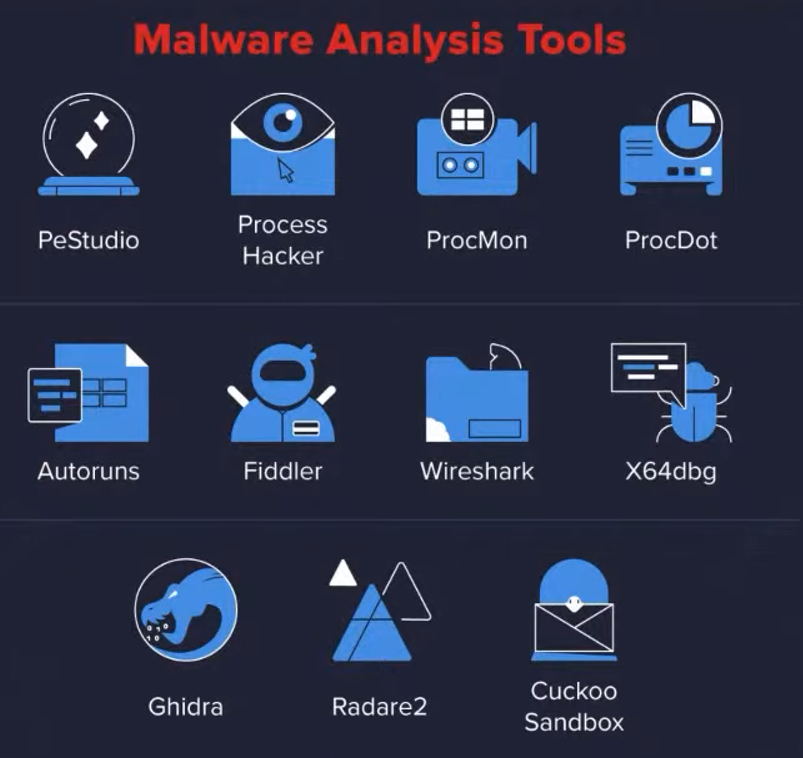 Malware Analysis Tools
PeStudio
Process
Hacker
ProcMon
ProcDot
Autoruns
Fiddler
Wireshark
X64dbg
Ghidra
Radare2
Cuckoo
Sandbox